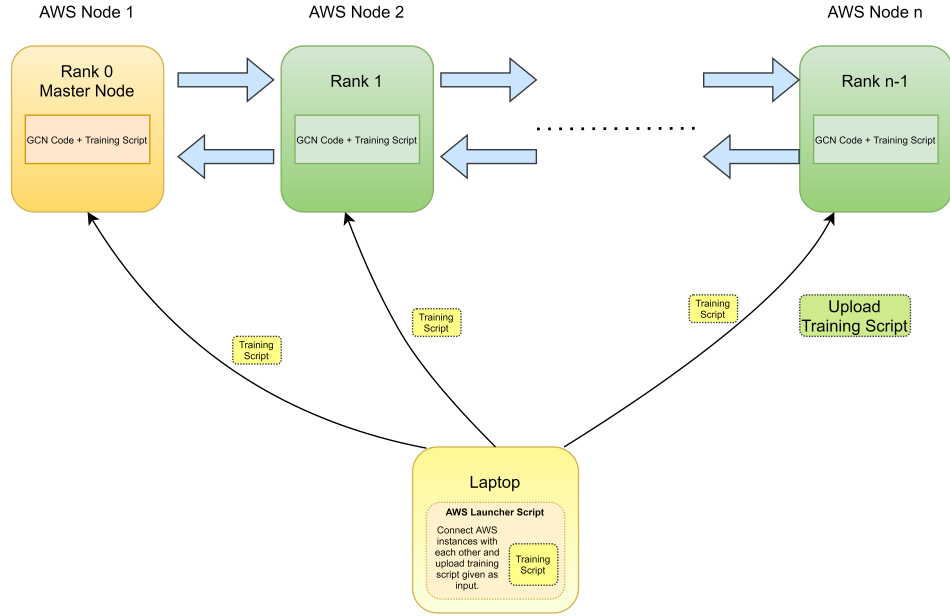 AWS Node 1
AWS Node 2
AWS Node n
Rank 0
Master Node
Rank 1
Rank n-1
GCN Code + Training Script
GCN Code + Training Script
GCN Code + Training Script
Training
Script
Training
Script
Training
Script
Upload
Training Script
Laptop
AWS Launcher Script
Connect AWS
instances with
each other and
upload training
script given as
input.
Training
Script